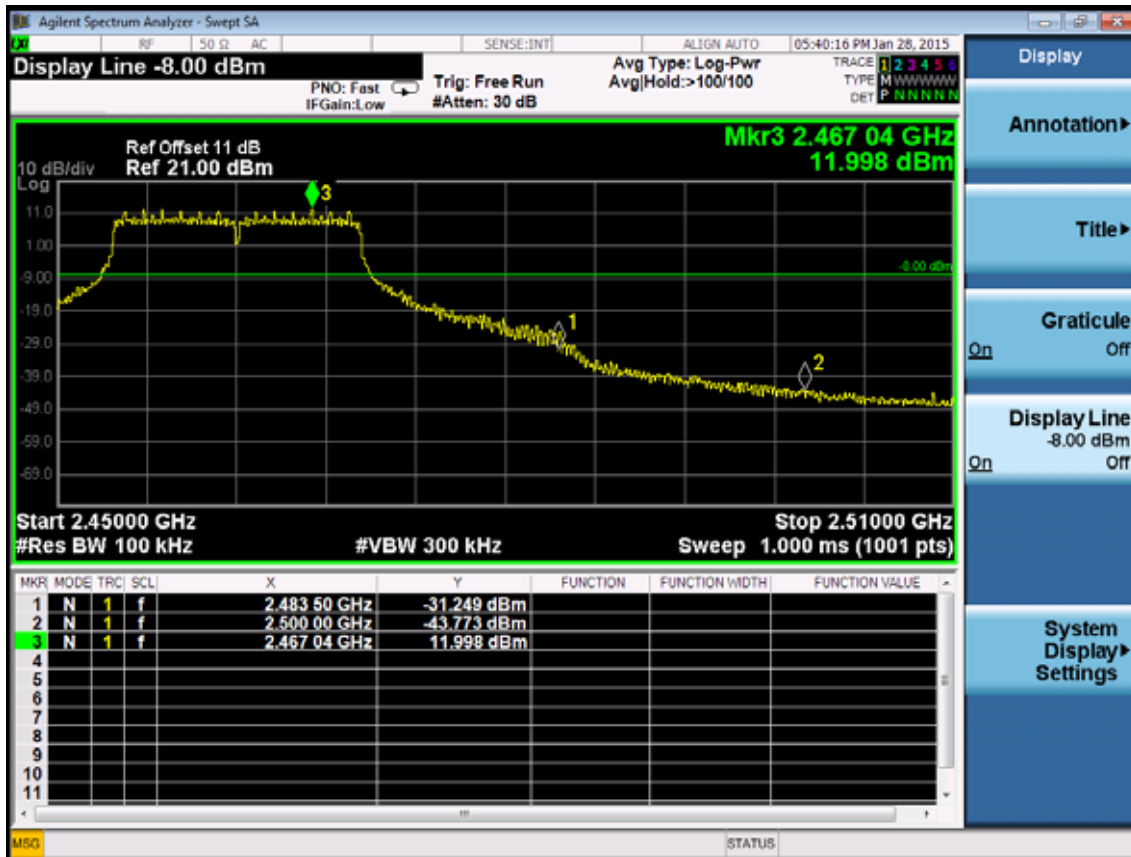 Agilent Spectrum Analyzer - Swept SA
LXI RF 50 Ω AC SENSE:INT ALIGN AUTO 05:40:16 PM Jan 28, 2015
Display Line -8.00 dBm
PNO: Fast
IFGain:Low
Trig: Free Run
#Atten: 30 dB
Avg Type: Log-Pwr
Avg|Hold:>100/100
TRACE 1 2 3 4 5 6
TYPE M WWWWW
DET P N N N N N
Mkr3 2.467 04 GHz
11.998 dBm
Ref Offset 11 dB
10 dB/div Ref 21.00 dBm
Log
11.0
1.00
-9.00
-19.0
-29.0
-39.0
-49.0
-59.0
-69.0
3
-8.00 dBm
1
2
Start 2.45000 GHz Stop 2.51000 GHz
#Res BW 100 kHz #VBW 300 kHz Sweep 1.000 ms (1001 pts)
MKR MODE TRC SCL X Y FUNCTION FUNCTION WIDTH FUNCTION VALUE
1 N 1 f 2.483 50 GHz -31.249 dBm
2 N 1 f 2.500 00 GHz -43.773 dBm
3 N 1 f 2.467 04 GHz 11.998 dBm
4
5
6
7
8
9
10
11
MSG STATUS
Display
Annotation
Title
Graticule
On Off
Display Line
-8.00 dBm
On Off
System
Display
Settings